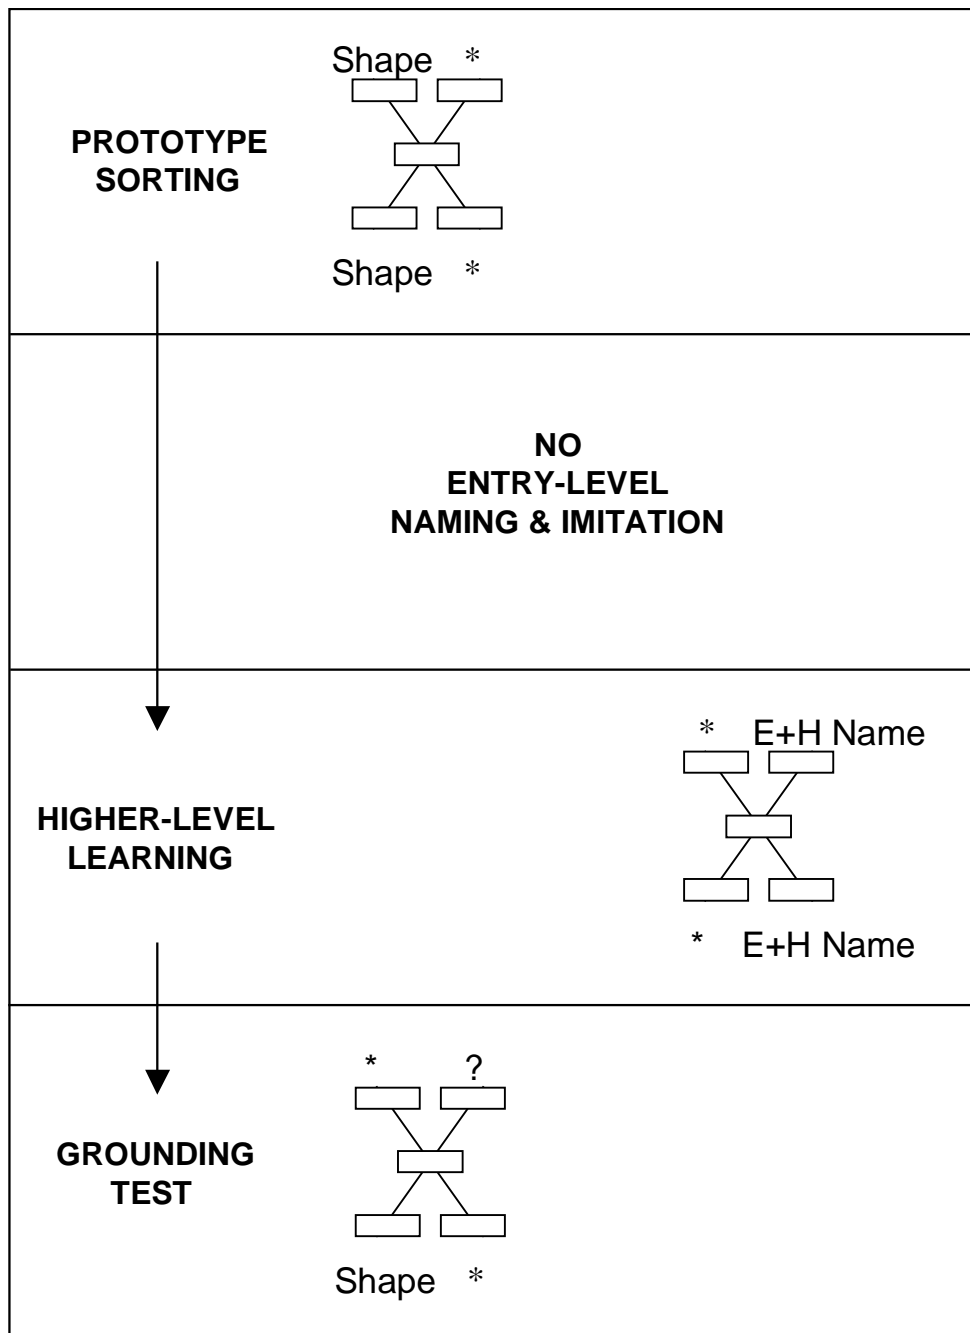 Shape *
PROTOTYPE
SORTING
Shape *
NO
ENTRY-LEVEL
NAMING & IMITATION
* E+H Name
HIGHER-LEVEL
LEARNING
* E+H Name
* ?
GROUNDING
TEST
Shape *